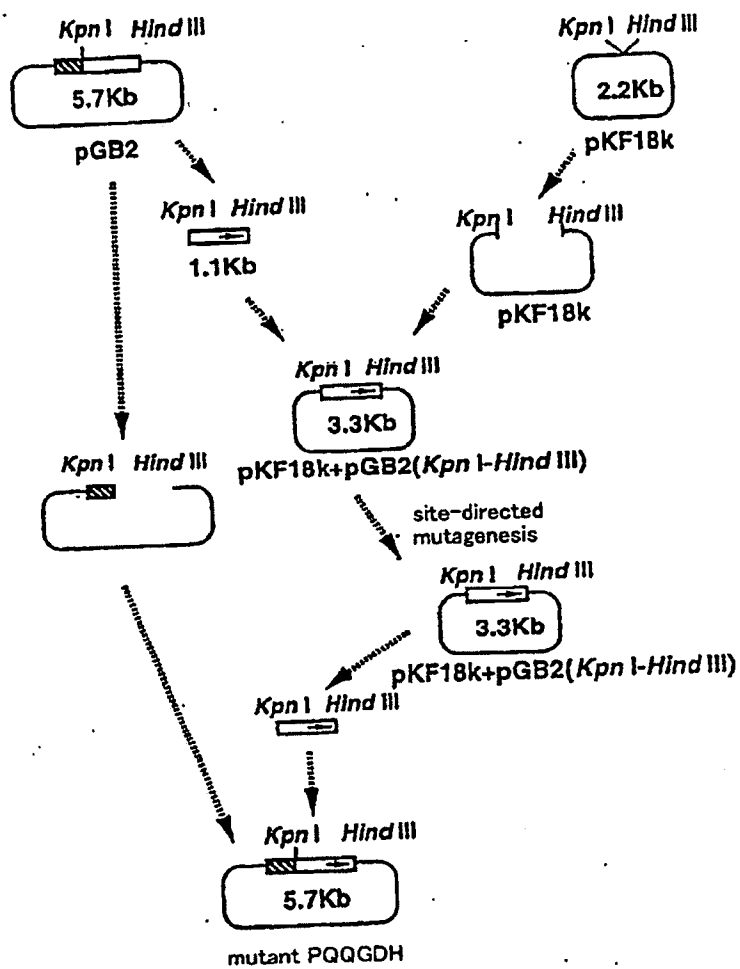 Kpn I Hind III
5.7Kb
pGB2
Kpn I Hind III
2.2Kb
pKF18k
Kpn I Hind III
1.1Kb
Kpn I Hind III
pKF18k
Kpn I Hind III
3.3Kb
pKF18k+pGB2(Kpn I-Hind III)
Kpn I Hind III
site-directed
mutagenesis
Kpn I Hind III
3.3Kb
pKF18k+pGB2(Kpn I-Hind III)
Kpn I Hind III
Kpn I Hind III
5.7Kb
mutant PQQGDH